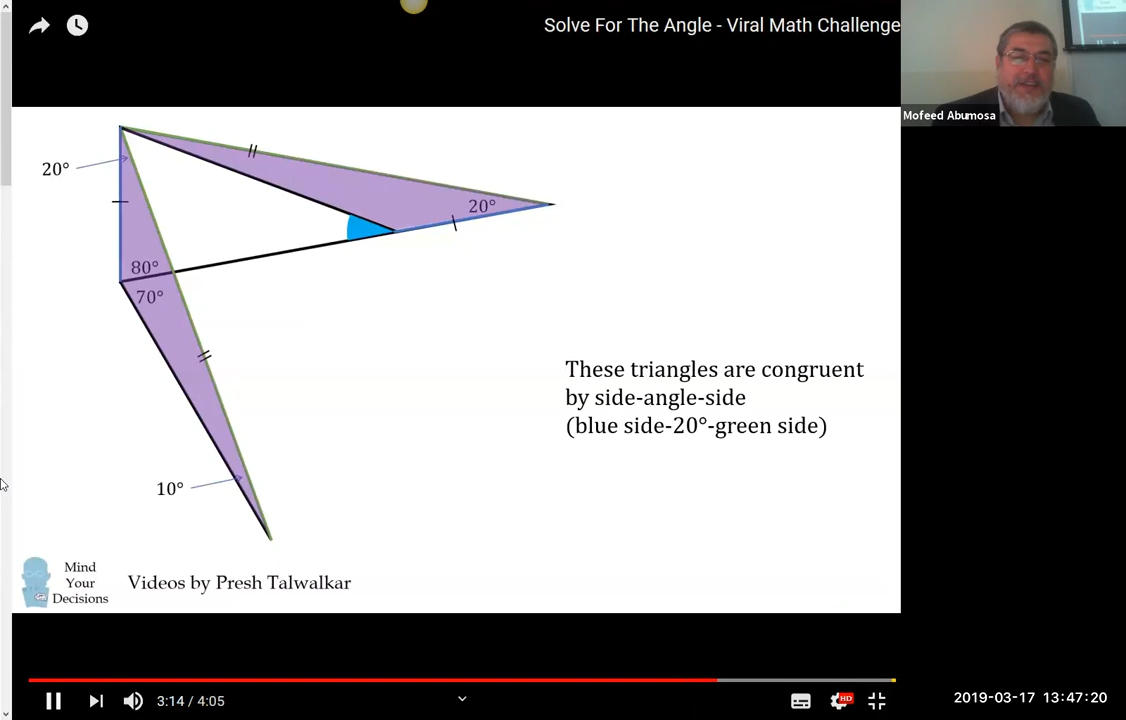 Solve For The Angle - Viral Math Challenge
Mofeed Abumosa
20°
20°
80°
70°
These triangles are congruent
by side-angle-side
(blue side-20°-green side)
10°
Mind
Your
Decisions
Videos by Presh Talwalkar
3:14 / 4:05
HD
2019-03-17 13:47:20